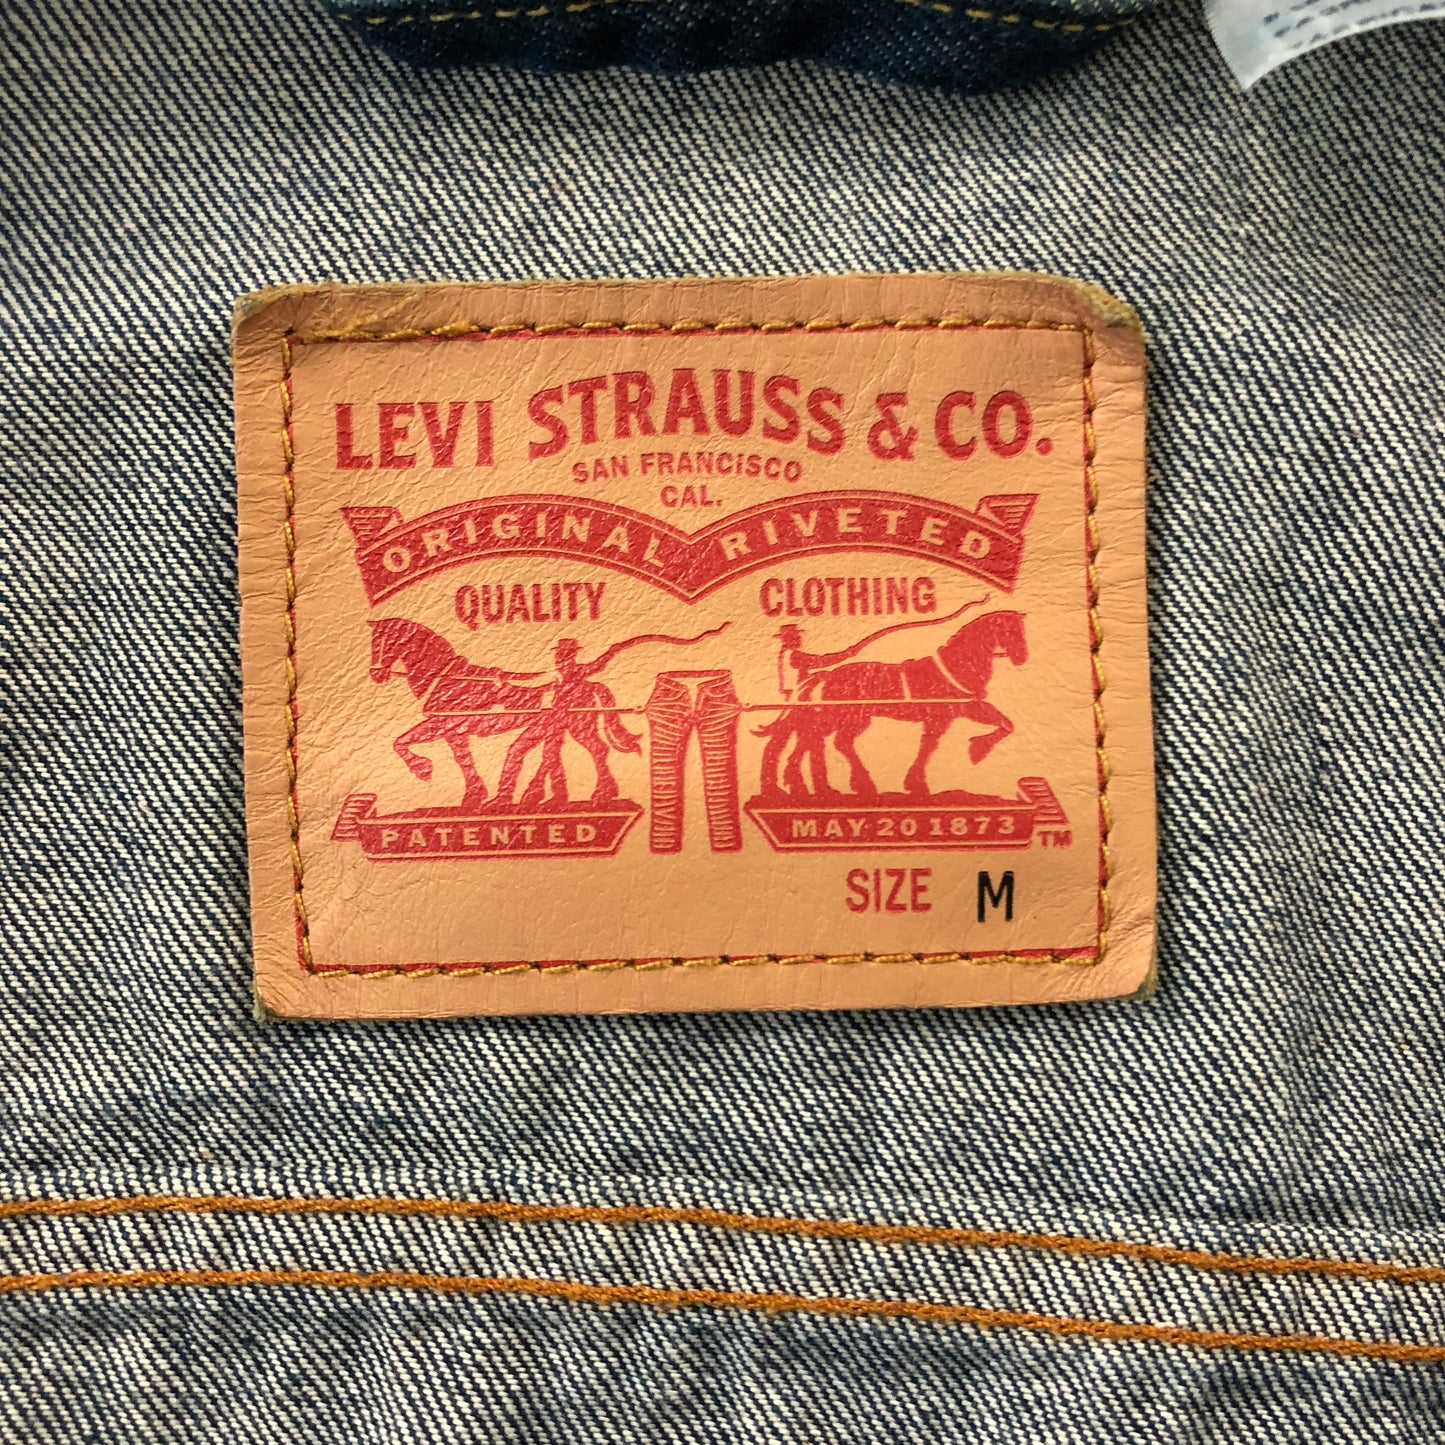 LEVI STRAUSS & CO.
SAN FRANCISCO
CAL.
ORIGINAL RIVETED
QUALITY CLOTHING
PATENTED MAY 20 1873 ™
SIZE M